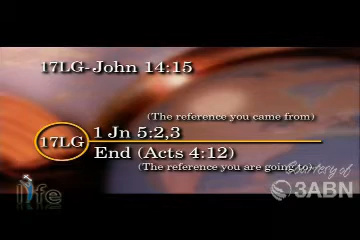 17LG-John 14:15
(The reference you came from)
17LG
1 Jn 5:2,3
End (Acts 4:12)
(The reference you are going to)
Courtesy of
3ABN
life